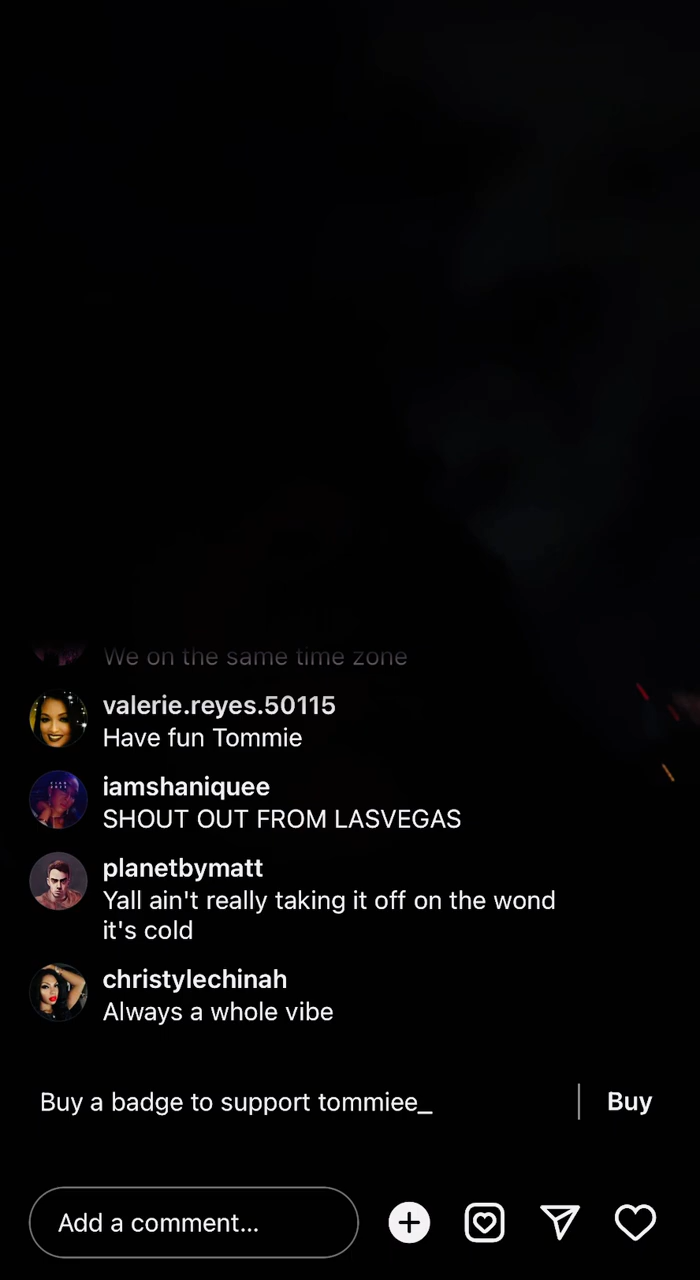 We on the same time zone
valerie.reyes.50115
Have fun Tommie
iamshaniquee
SHOUT OUT FROM LASVEGAS
planetbymatt
Yall ain't really taking it off on the wond
it's cold
christylechinah
Always a whole vibe
Buy a badge to support tommiee_
Buy
Add a comment...